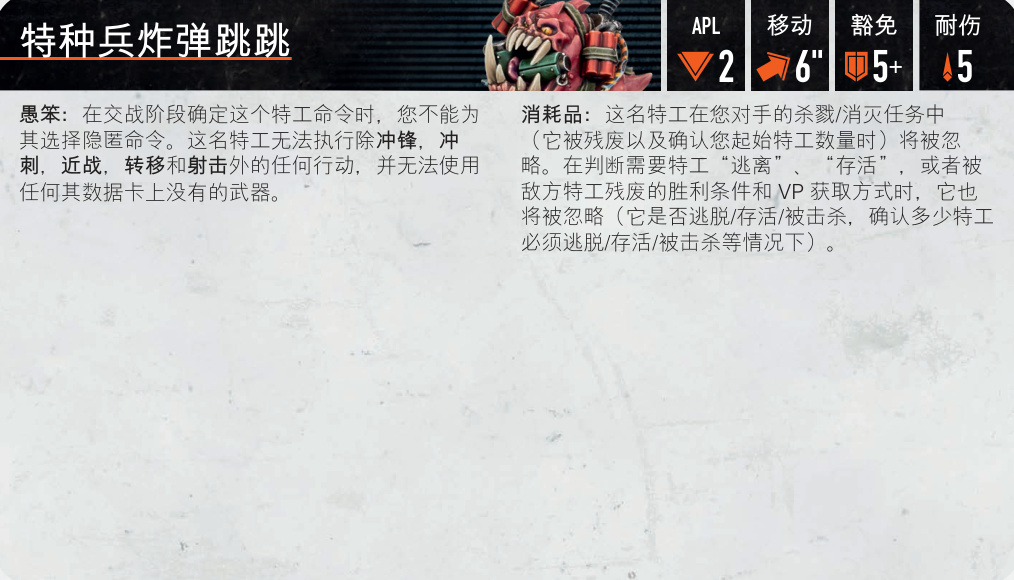 特种兵炸弹跳跳
APL
2
移动
6"
豁免
5+
耐伤
5
愚笨：在交战阶段确定这个特工命令时，您不能为
其选择隐匿命令。这名特工无法执行除冲锋，冲
刺，近战，转移和射击外的任何行动，并无法使用
任何其数据卡上没有的武器。
消耗品：这名特工在您对手的杀戮/消灭任务中
（它被残废以及确认您起始特工数量时）将被忽
略。在判断需要特工“逃离”、“存活”，或者被
敌方特工残废的胜利条件和 VP 获取方式时，它也
将被忽略（它是否逃脱/存活/被击杀，确认多少特工
必须逃脱/存活/被击杀等情况下）。